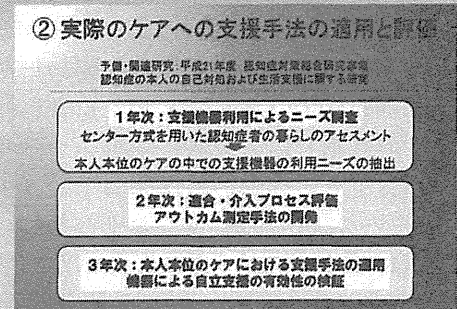 ② 実際のケアへの支援手法の適用と評価
予備・関連研究：平成21年度 認知症対策総合研究事業
認知症の本人の自己対処および生活支援に関する研究
1年次：支援機器利用によるニーズ調査
センター方式を用いた認知症者の暮らしのアセスメント
本人本位のケアの中での支援機器の利用ニーズの抽出
2年次：適合・介入プロセス評価
アウトカム測定手法の開発
3年次：本人本位のケアにおける支援手法の適用
機器による自立支援の有効性の検証